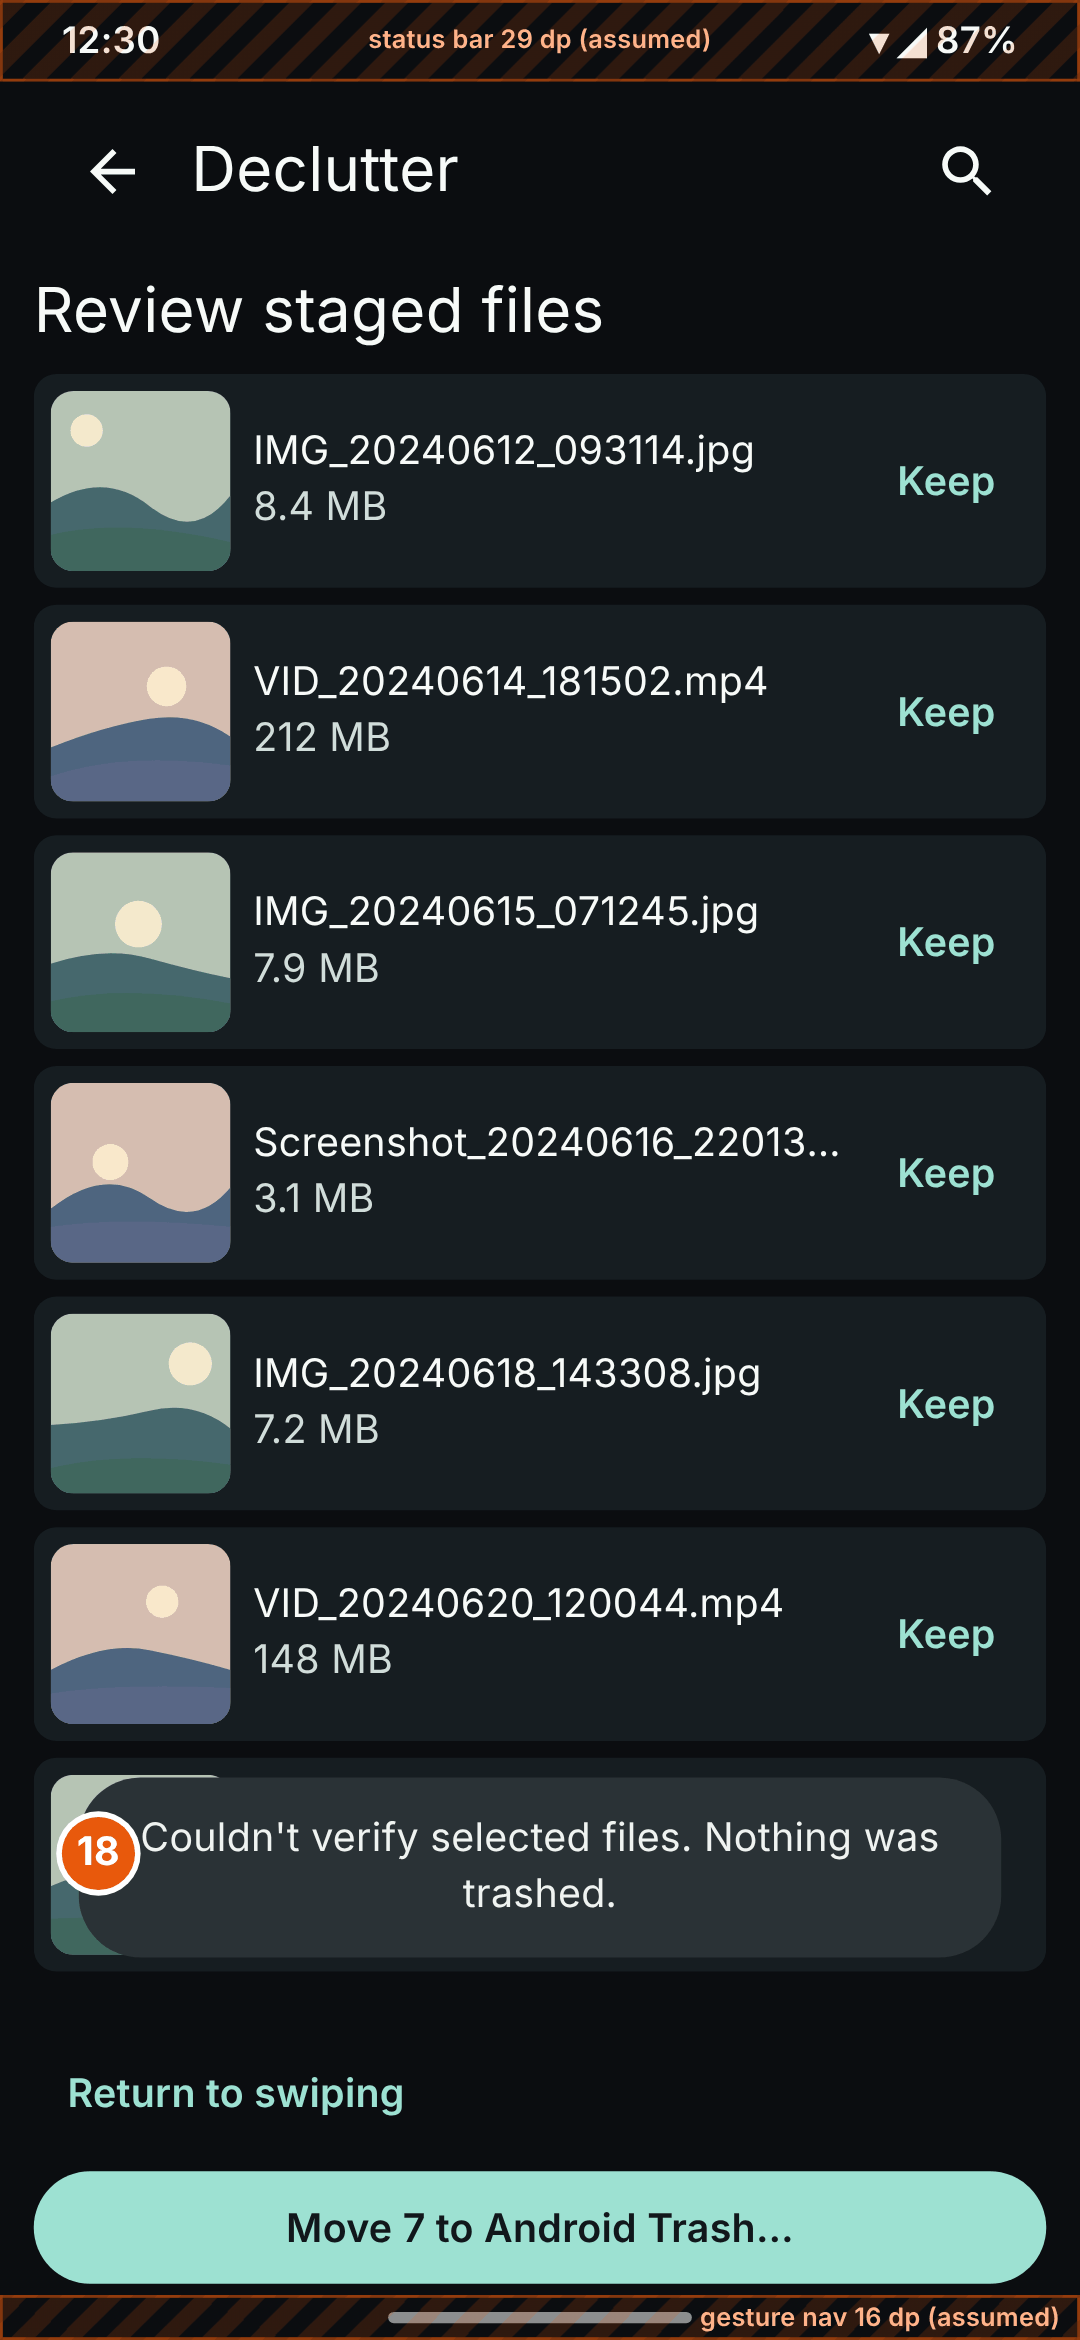 12:30
status bar 29 dp (assumed)
87%
Declutter
Review staged files
IMG_20240612_093114.jpg
8.4 MB
Keep
VID_20240614_181502.mp4
212 MB
Keep
IMG_20240615_071245.jpg
7.9 MB
Keep
Screenshot_20240616_22013...
3.1 MB
Keep
IMG_20240618_143308.jpg
7.2 MB
Keep
VID_20240620_120044.mp4
148 MB
Keep
18
Couldn't verify selected files. Nothing was
trashed.
Return to swiping
Move 7 to Android Trash...
gesture nav 16 dp (assumed)